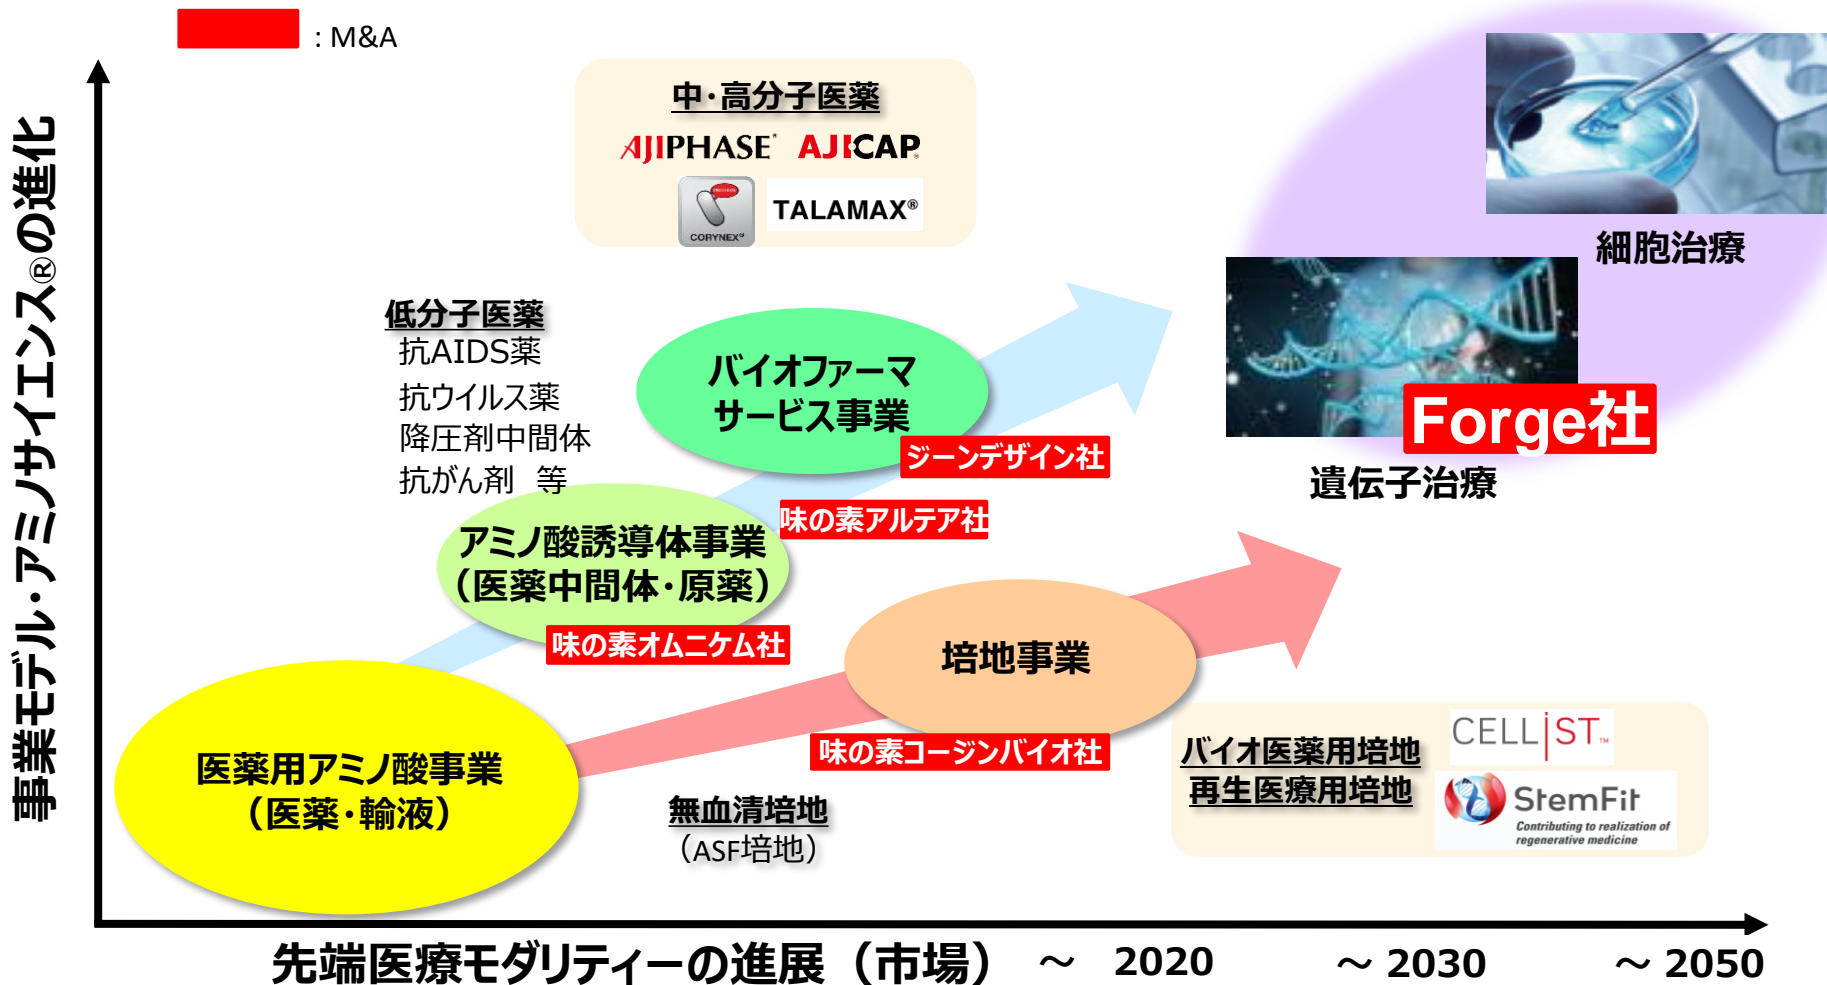 : M&A
事業モデル・アミノサイエンス®の進化
中・高分子医薬
AJIPHASE®
AJICAP®
PRECISION
CORYNEX®
TALAMAX®
細胞治療
低分子医薬
抗AIDS薬
抗ウイルス薬
降圧剤中間体
抗がん剤 等
バイオファーマ
サービス事業
ジーンデザイン社
Forge社
遺伝子治療
味の素アルテア社
アミノ酸誘導体事業
（医薬中間体・原薬）
味の素オムニケム社
培地事業
味の素コージンバイオ社
医薬用アミノ酸事業
（医薬・輸液）
無血清培地
（ASF培地）
バイオ医薬用培地
再生医療用培地
CELLiST™
StemFit
Contributing to realization of
regenerative medicine
先端医療モダリティーの進展（市場）
～ 2020
～ 2030
～ 2050